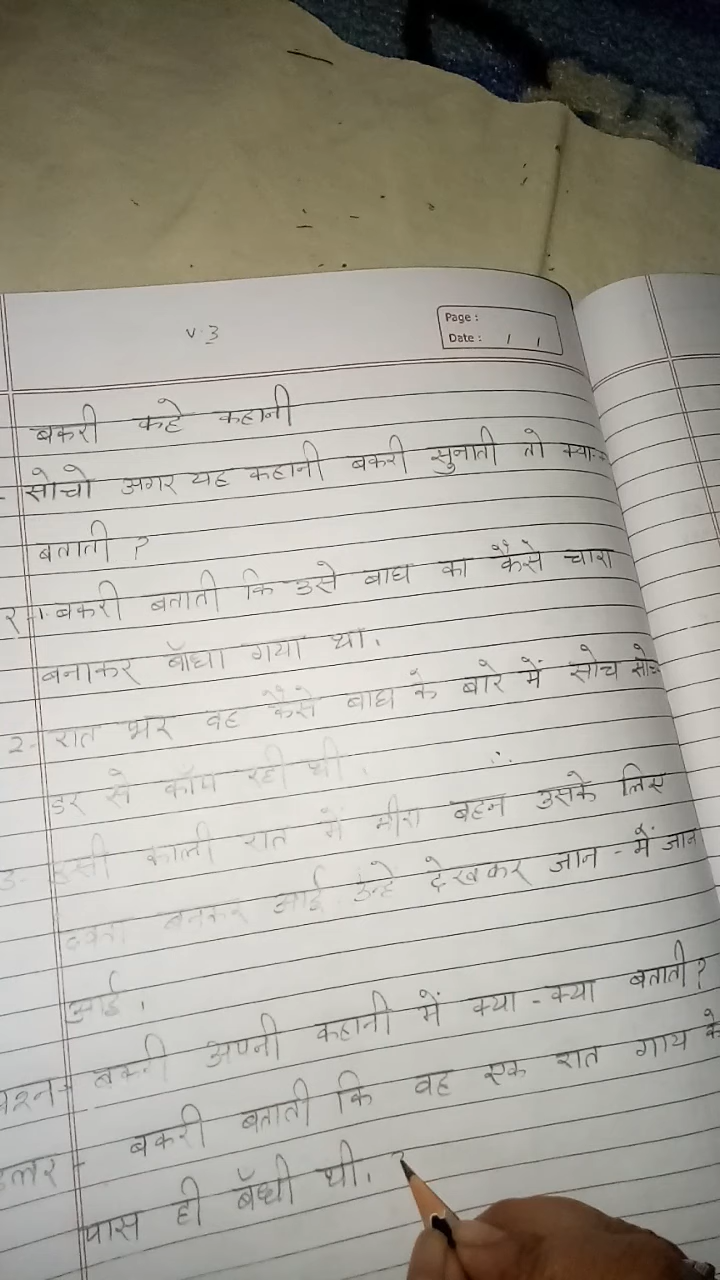 v.3
Page :
Date : / /
बकरी कहे कहानी
सोचो अगर यह कहानी बकरी सुनाती तो क्या-
बताती ?
1. बकरी बताती कि उसे बाघ का कैसे चारा
बनाकर बाँधा गया था.
2- रात भर वह कैसे बाघ के बारे में सोच सोच
डर से काँप रही थी.
3- उसी काली रात में मीरा बहन उसके लिए
बनकर आई. उन्हे देखकर जान - में जान
आई.
प्रश्न- बकरी अपनी कहानी में क्या - क्या बताती ?
उत्तर - बकरी बताती कि वह एक रात गाय के
पास ही बँधी थी.